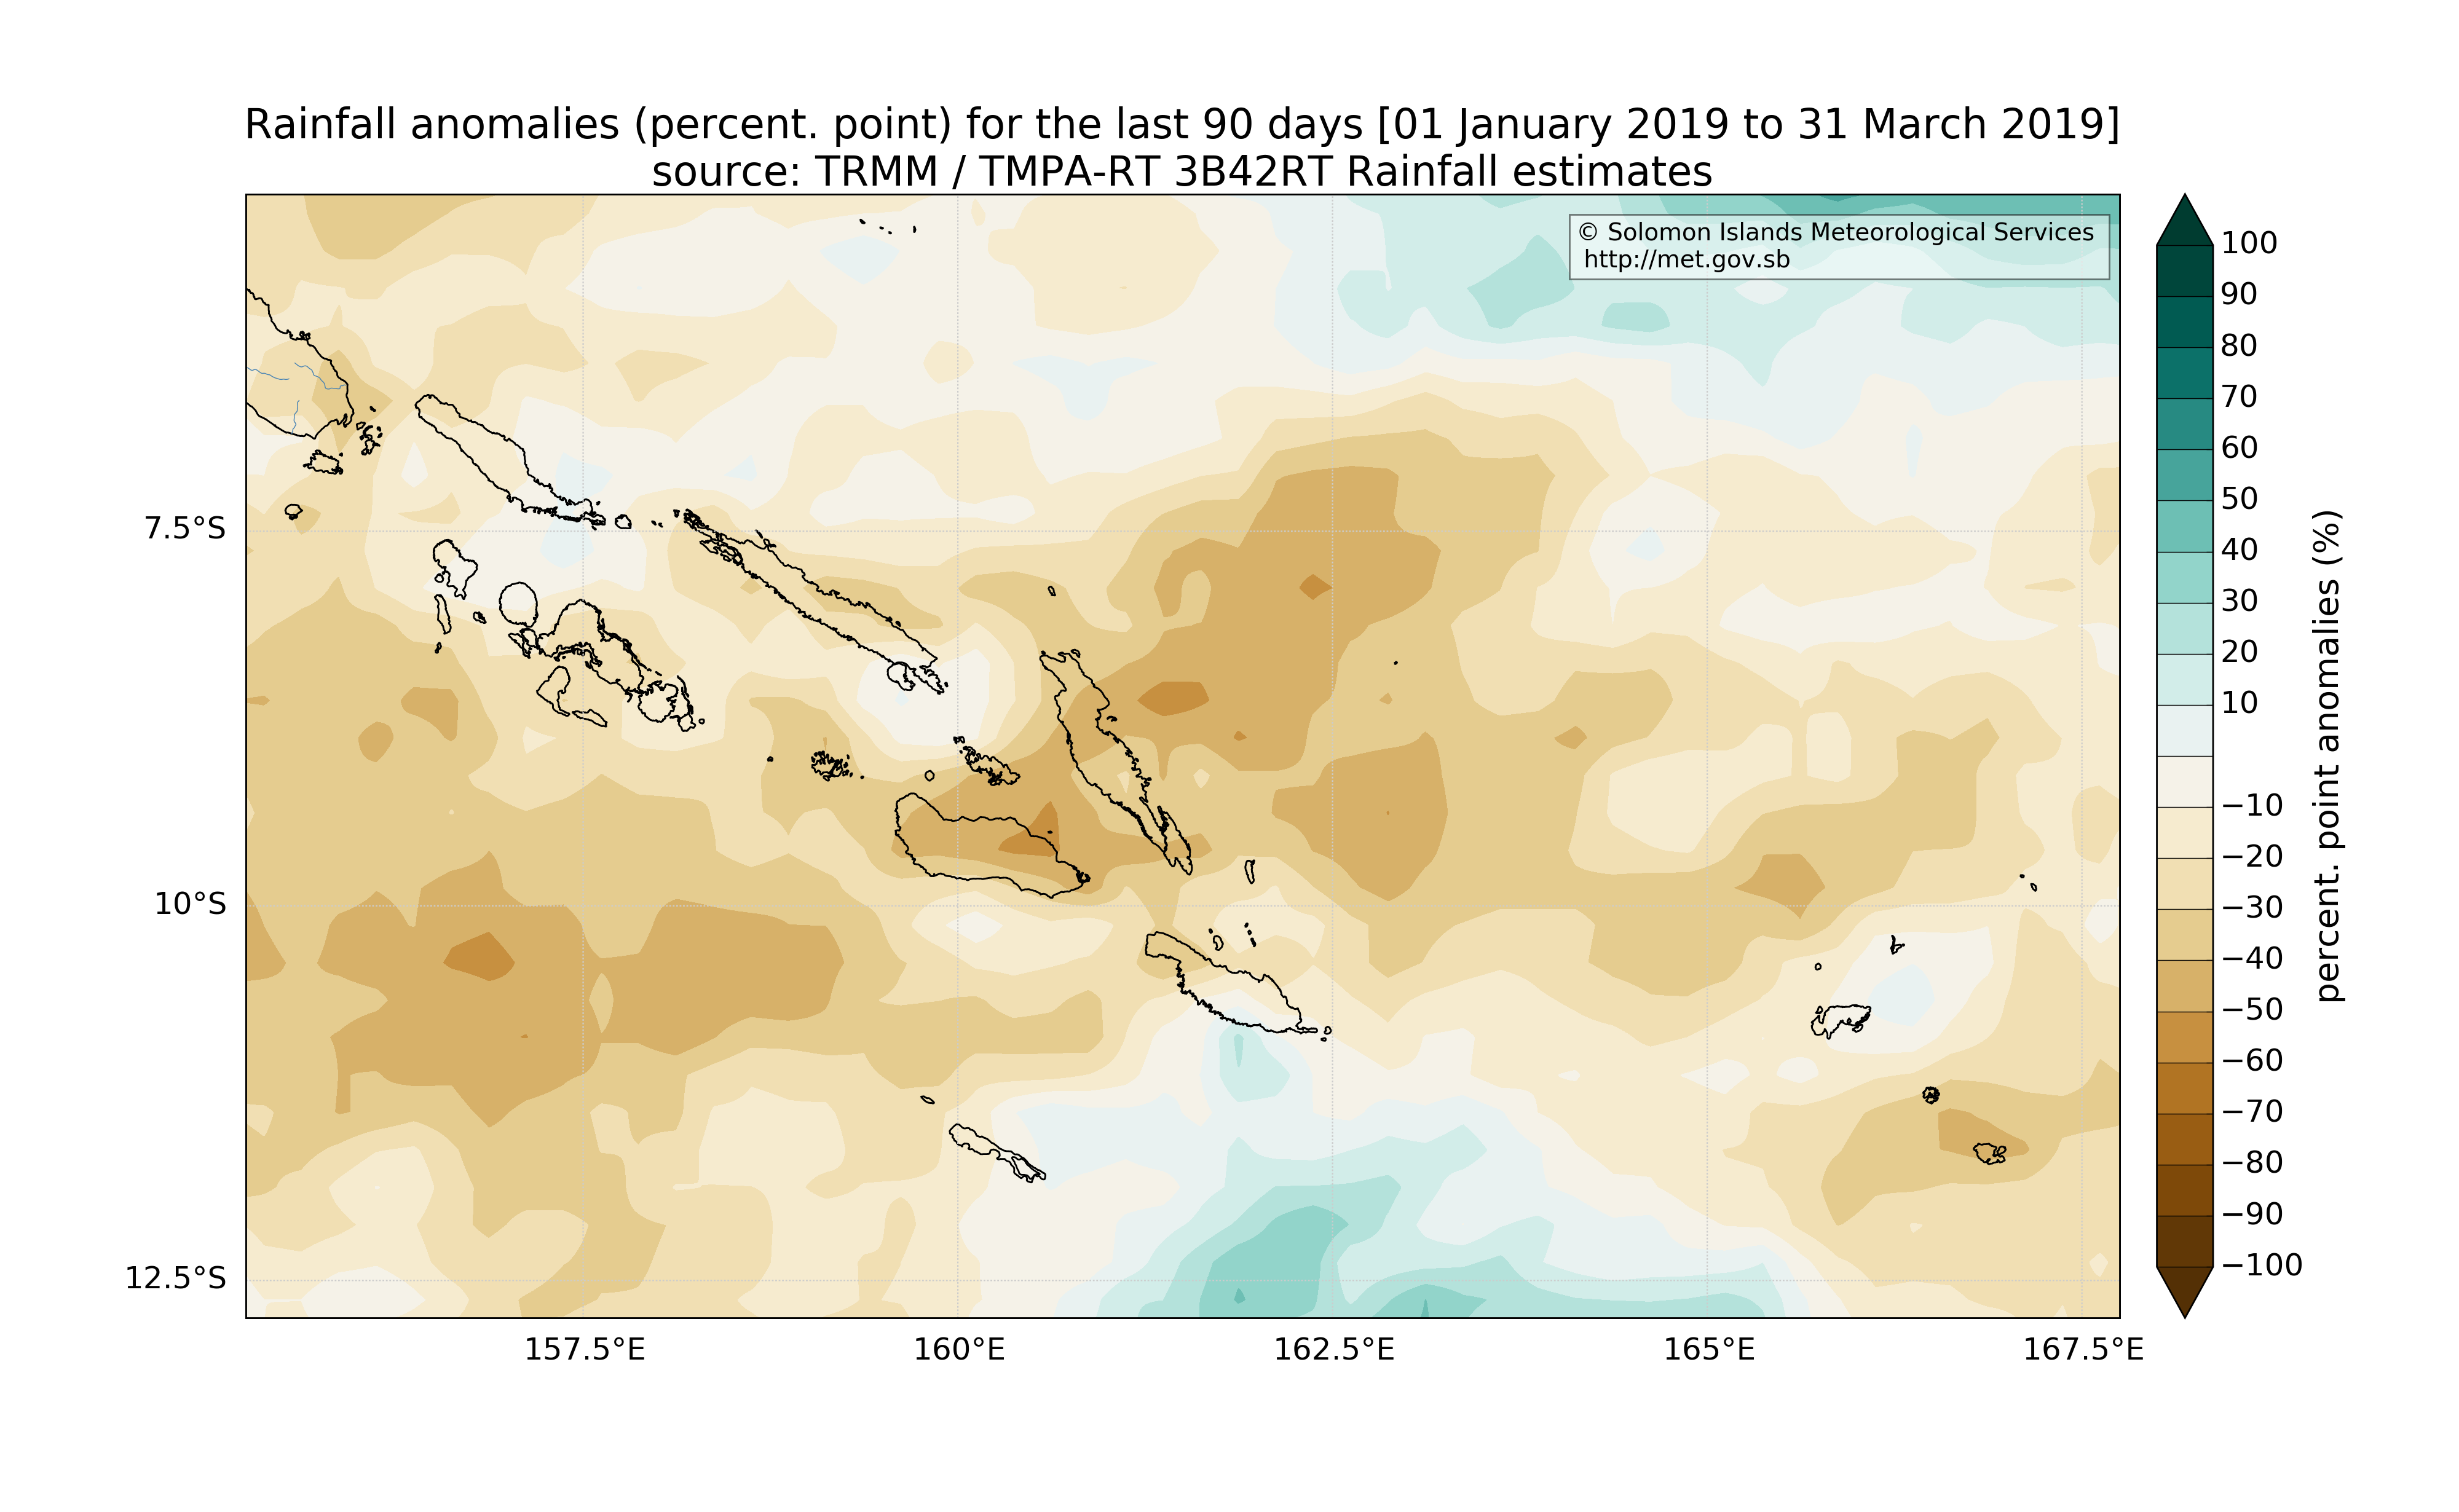 Rainfall anomalies (percent. point) for the last 90 days [01 January 2019 to 31 March 2019]
source: TRMM / TMPA-RT 3B42RT Rainfall estimates
© Solomon Islands Meteorological Services
http://met.gov.sb
7.5°S
10°S
12.5°S
157.5°E
160°E
162.5°E
165°E
167.5°E
100
90
80
70
60
50
40
30
20
10
−10
−20
−30
−40
−50
−60
−70
−80
−90
−100
percent. point anomalies (%)